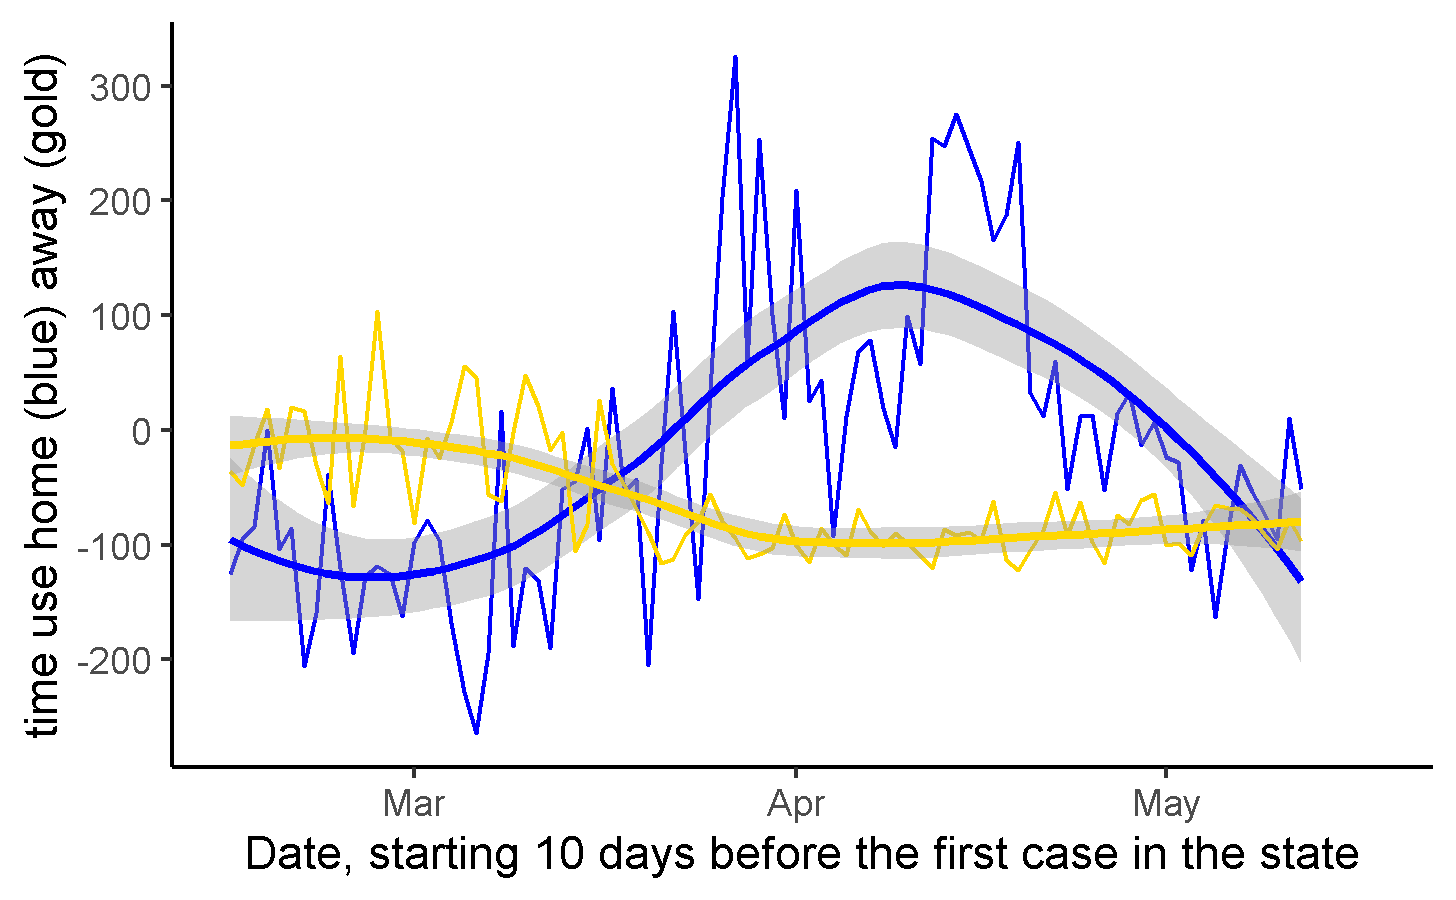 time use home (blue) away (gold)
300
200
100
0
-100
-200
Mar Apr May
Date, starting 10 days before the first case in the state